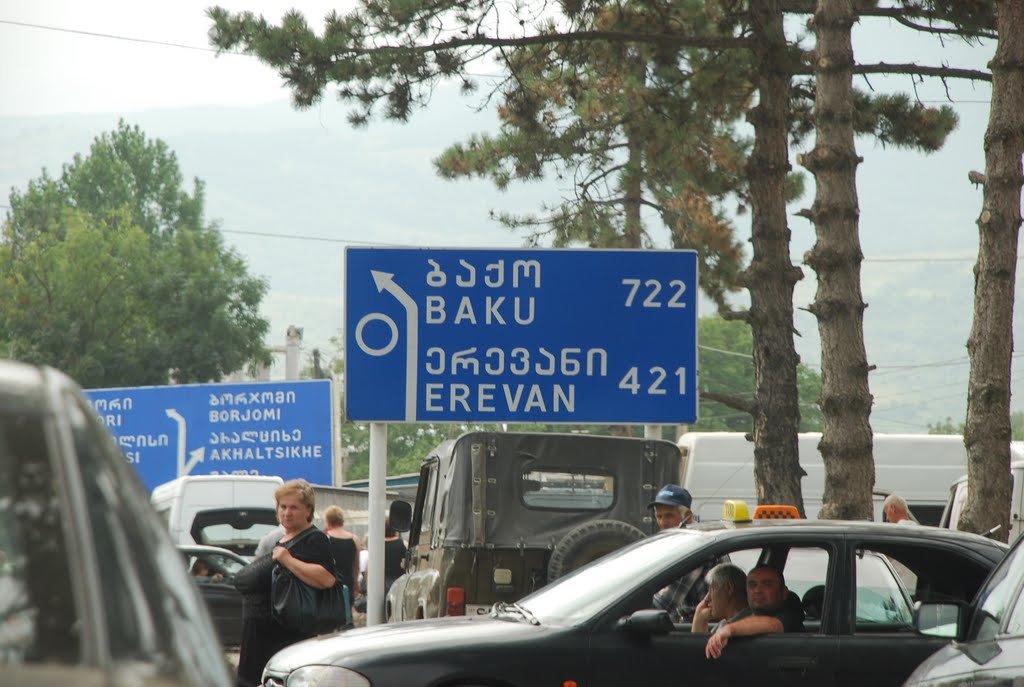 ბაქო
BAKU
722
ერევანი
EREVAN
421
ბორჯომი
BORJOMI
ახალციხე
AKHALTSIKHE